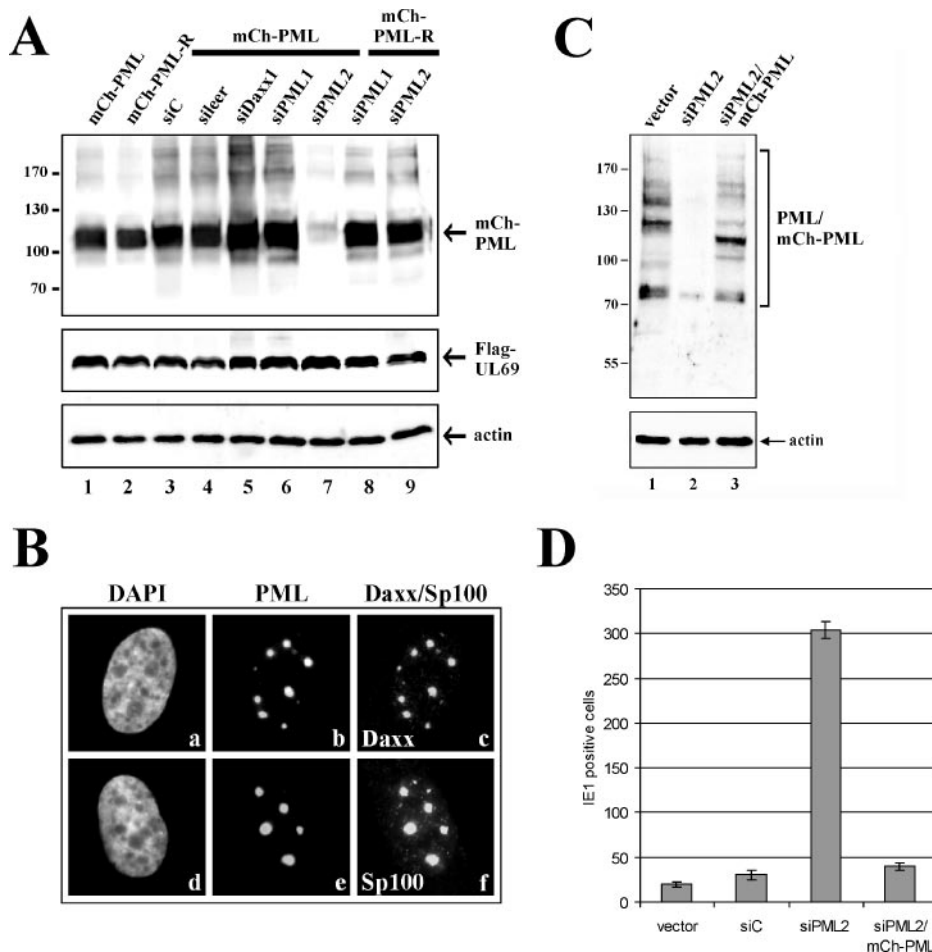 A
mCh-PML
mCh-PML-R
mCh-PML
mCh-PML-R
siC
sileer
siDaxx1
siPML1
siPML2
siPML1
siPML2
170
130
100
70
mCh-PML
Flag-UL69
actin
1 2 3 4 5 6 7 8 9
C
vector
siPML2
siPML2/mCh-PML
170
130
100
70
55
PML/mCh-PML
actin
1 2 3
B
DAPI PML Daxx/Sp100
a b Daxx c
d e Sp100 f
D
350
300
250
200
150
100
50
0
IE1 positive cells
vector siC siPML2 siPML2/mCh-PML